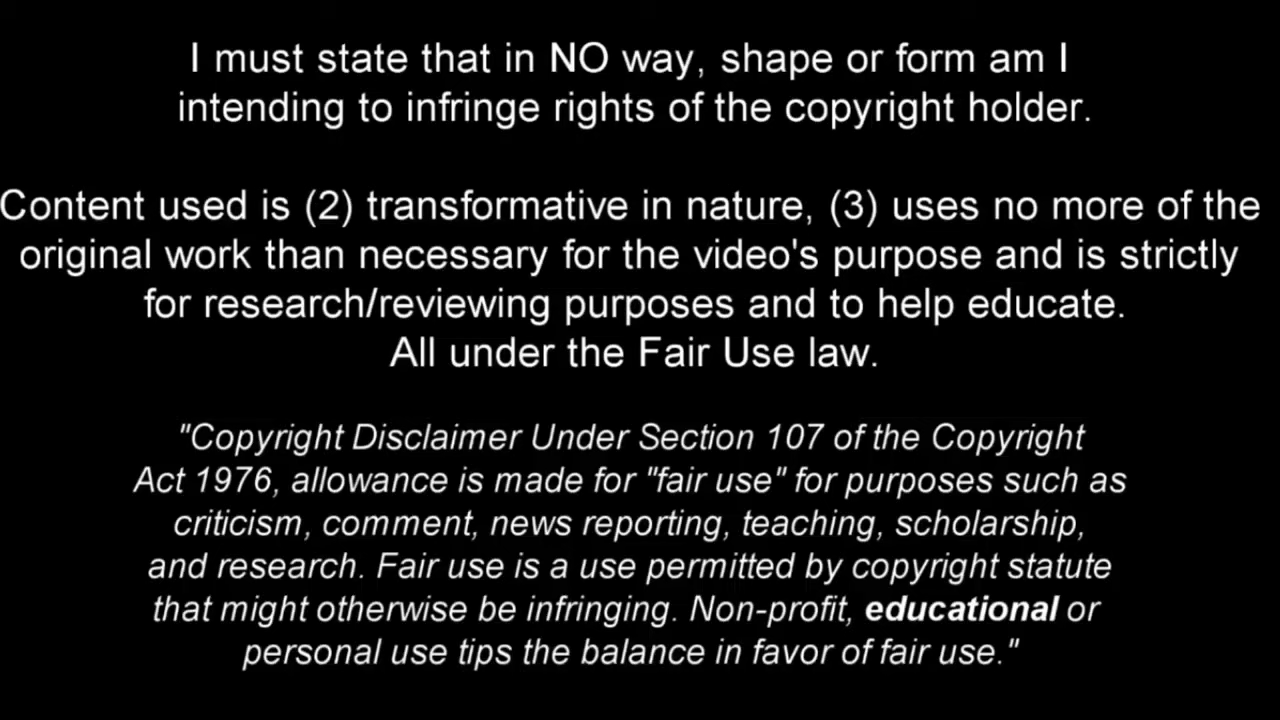 I must state that in NO way, shape or form am I
intending to infringe rights of the copyright holder.
Content used is (2) transformative in nature, (3) uses no more of the
original work than necessary for the video's purpose and is strictly
for research/reviewing purposes and to help educate.
All under the Fair Use law.
"Copyright Disclaimer Under Section 107 of the Copyright
Act 1976, allowance is made for "fair use" for purposes such as
criticism, comment, news reporting, teaching, scholarship,
and research. Fair use is a use permitted by copyright statute
that might otherwise be infringing. Non-profit, educational or
personal use tips the balance in favor of fair use."